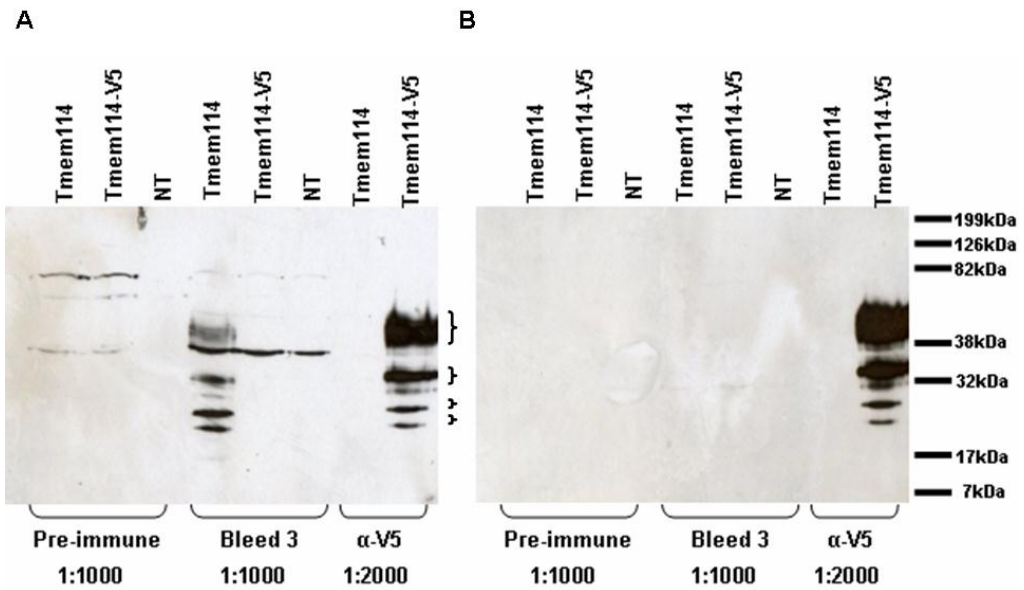 A
B
Tmem114
Tmem114-V5
NT
Tmem114
Tmem114-V5
NT
Tmem114
Tmem114-V5
Tmem114
Tmem114-V5
NT
Tmem114
Tmem114-V5
NT
Tmem114
Tmem114-V5
199kDa
126kDa
82kDa
38kDa
32kDa
17kDa
7kDa
Pre-immune
1:1000
Bleed 3
1:1000
α-V5
1:2000
Pre-immune
1:1000
Bleed 3
1:1000
α-V5
1:2000